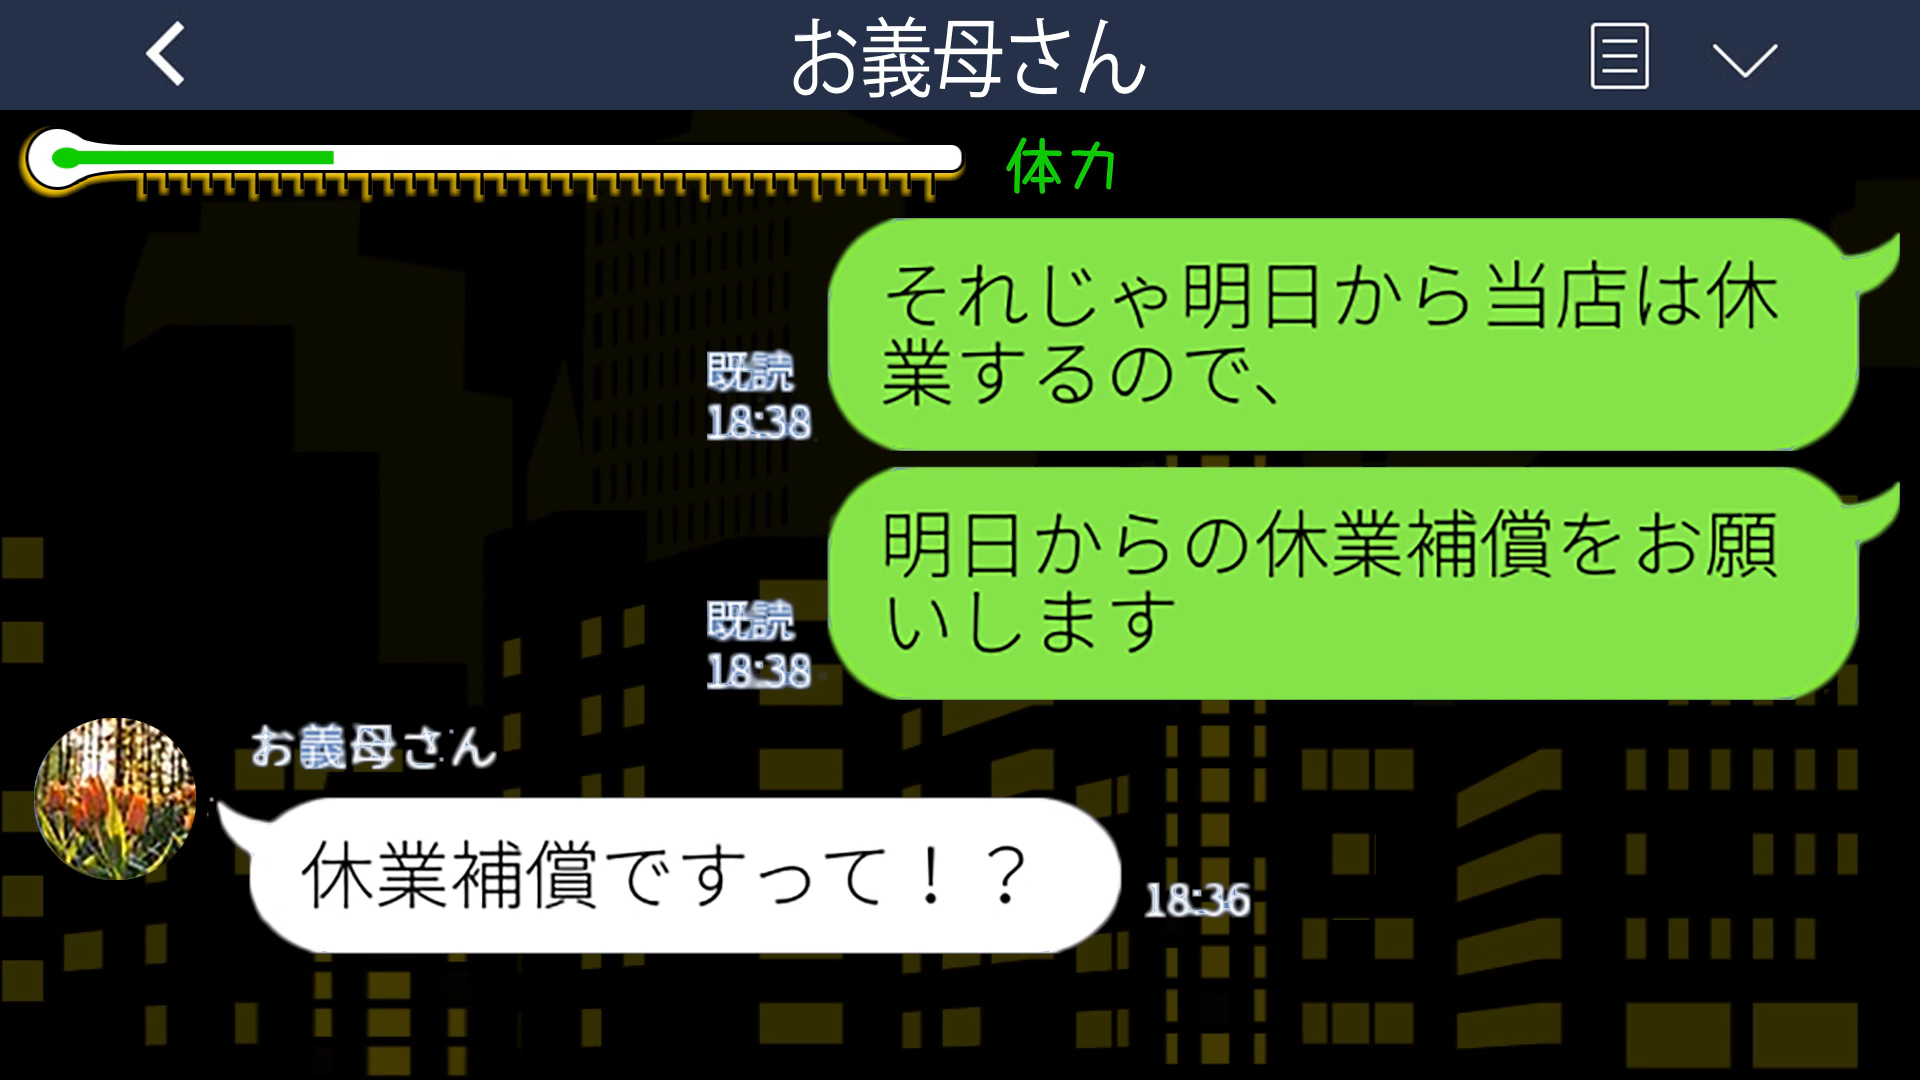 お義母さん
体力
それじゃ明日から当店は休
業するので、
既読
18:38
明日からの休業補償をお願
いします
既読
18:38
お義母さん
休業補償ですって！？
18:36